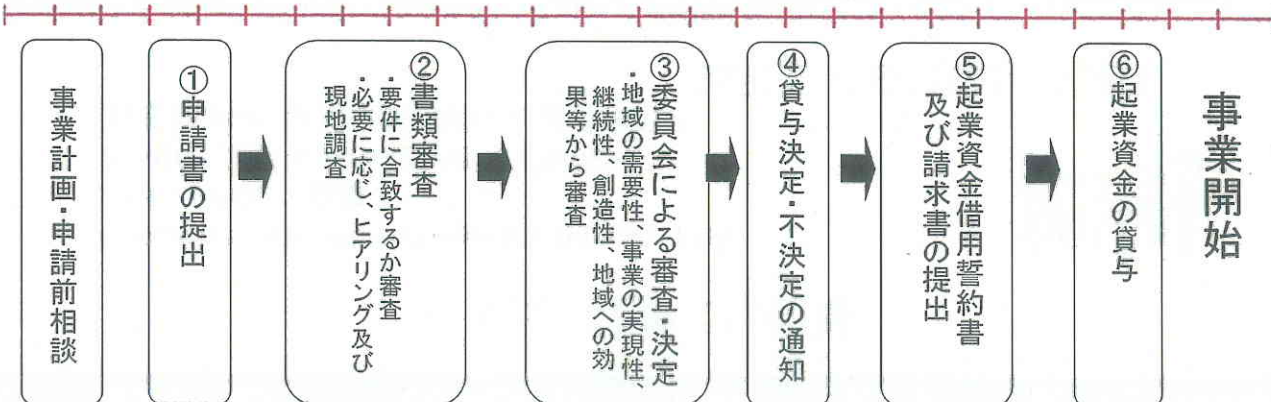 事業計画・申請前相談
①申請書の提出
②書類審査
・要件に合致するか審査
・必要に応じ、ヒアリング及び
現地調査
③委員会による審査・決定
・地域の需要性、事業の実現性、
継続性、創造性、地域への効
果等から審査
④貸与決定・不決定の通知
⑤起業資金借用誓約書
及び請求書の提出
⑥起業資金の貸与
事業開始